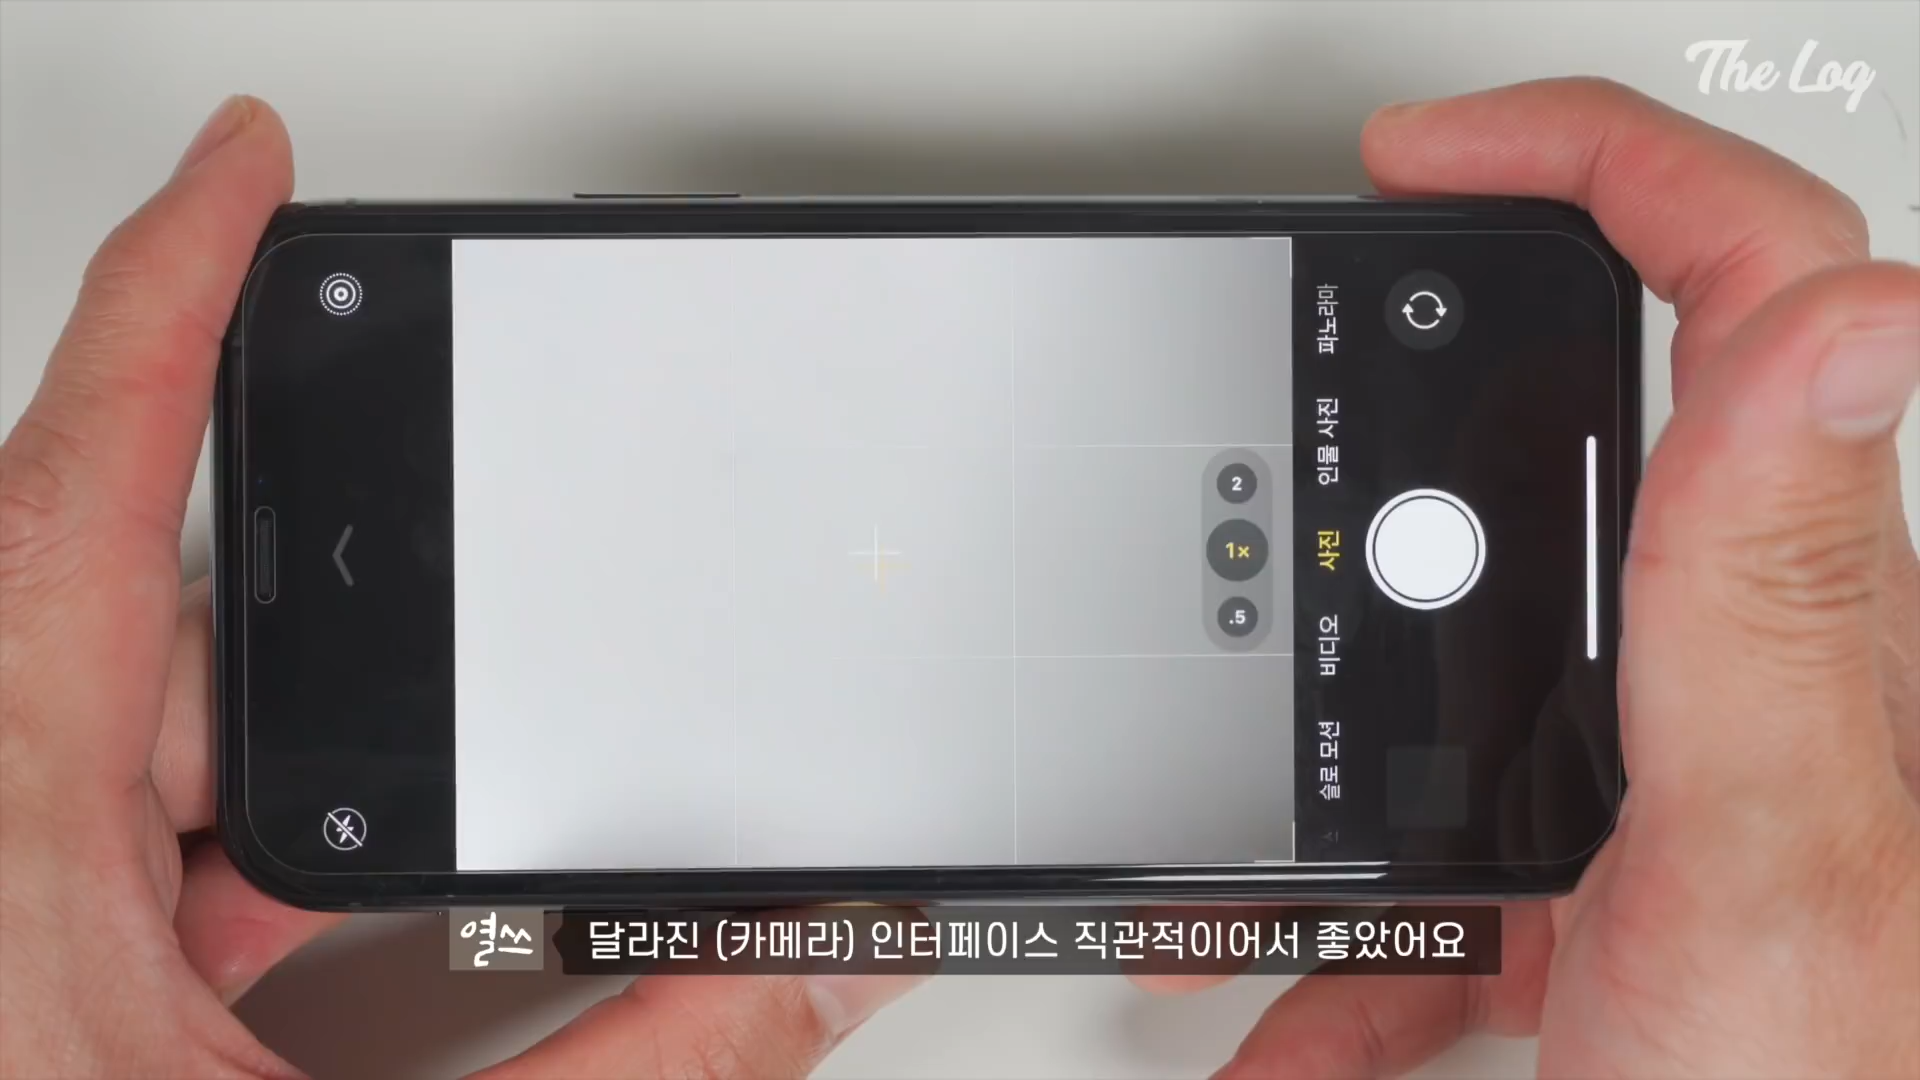 The Log
파노라마
인물 사진
사진
비디오
슬로 모션
스
2
1×
.5
열쓰
달라진 (카메라) 인터페이스 직관적이어서 좋았어요